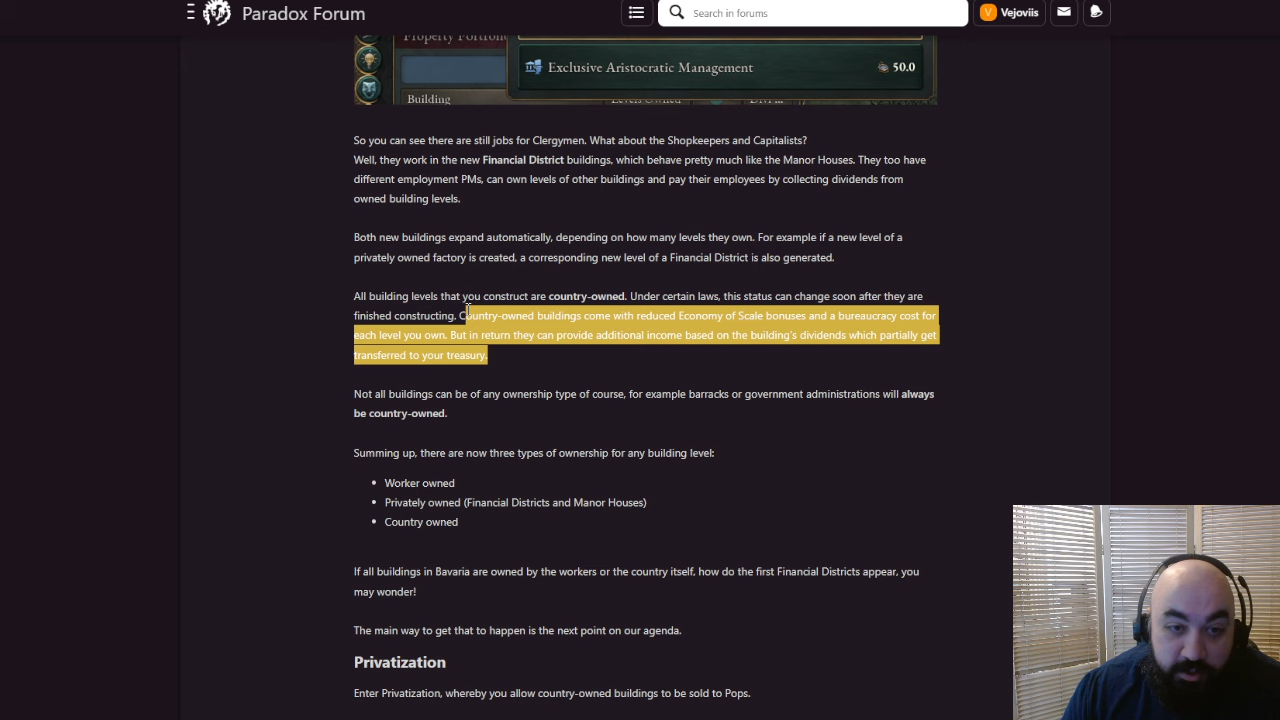 Paradox Forum
Search in forums
V Vejoviis
Property Portfolio
Exclusive Aristocratic Management 50.0
Building
So you can see there are still jobs for Clergymen. What about the Shopkeepers and Capitalists?
Well, they work in the new Financial District buildings, which behave pretty much like the Manor Houses. They too have
different employment PMs, can own levels of other buildings and pay their employees by collecting dividends from
owned building levels.
Both new buildings expand automatically, depending on how many levels they own. For example if a new level of a
privately owned factory is created, a corresponding new level of a Financial District is also generated.
All building levels that you construct are country-owned. Under certain laws, this status can change soon after they are
finished constructing. Country-owned buildings come with reduced Economy of Scale bonuses and a bureaucracy cost for
each level you own. But in return they can provide additional income based on the building's dividends which partially get
transferred to your treasury.
Not all buildings can be of any ownership type of course, for example barracks or government administrations will always
be country-owned.
Summing up, there are now three types of ownership for any building level:
• Worker owned
• Privately owned (Financial Districts and Manor Houses)
• Country owned
If all buildings in Bavaria are owned by the workers or the country itself, how do the first Financial Districts appear, you
may wonder!
The main way to get that to happen is the next point on our agenda.
Privatization
Enter Privatization, whereby you allow country-owned buildings to be sold to Pops.